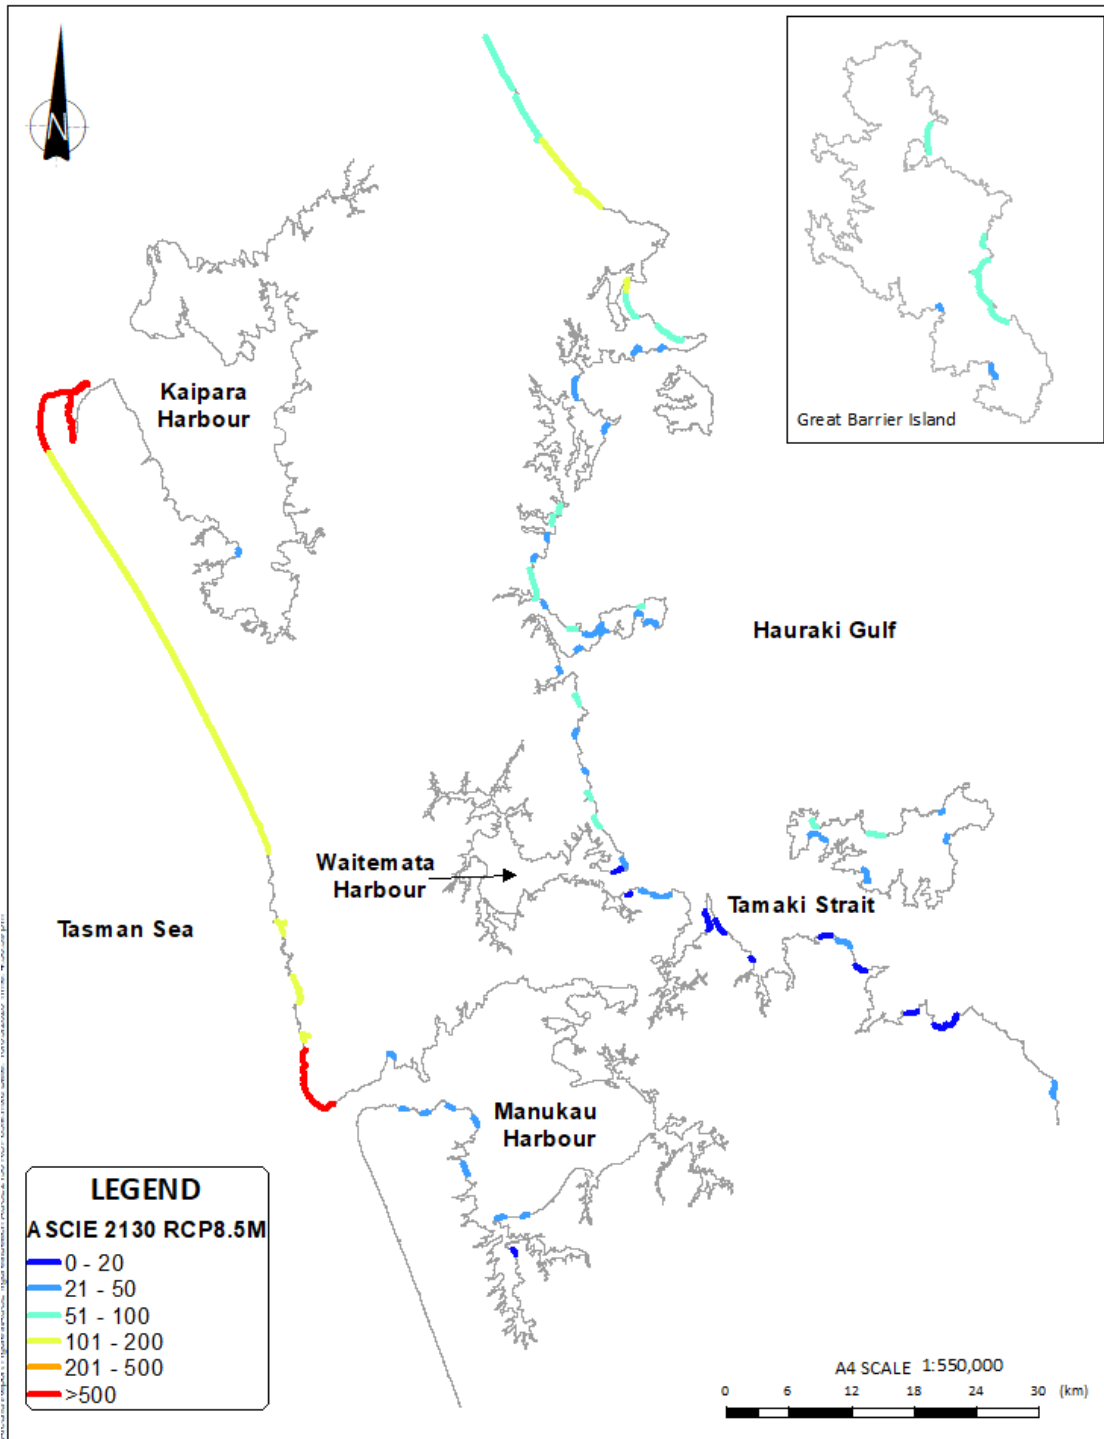 N
Great Barrier Island
Kaipara
Harbour
Hauraki Gulf
Waitemata
Harbour
Tamaki Strait
Tasman Sea
Manukau
Harbour
LEGEND
ASCIE 2130 RCP8.5M
0 - 20
21 - 50
51 - 100
101 - 200
201 - 500
>500
A4 SCALE 1:550,000
0 6 12 18 24 30 (km)